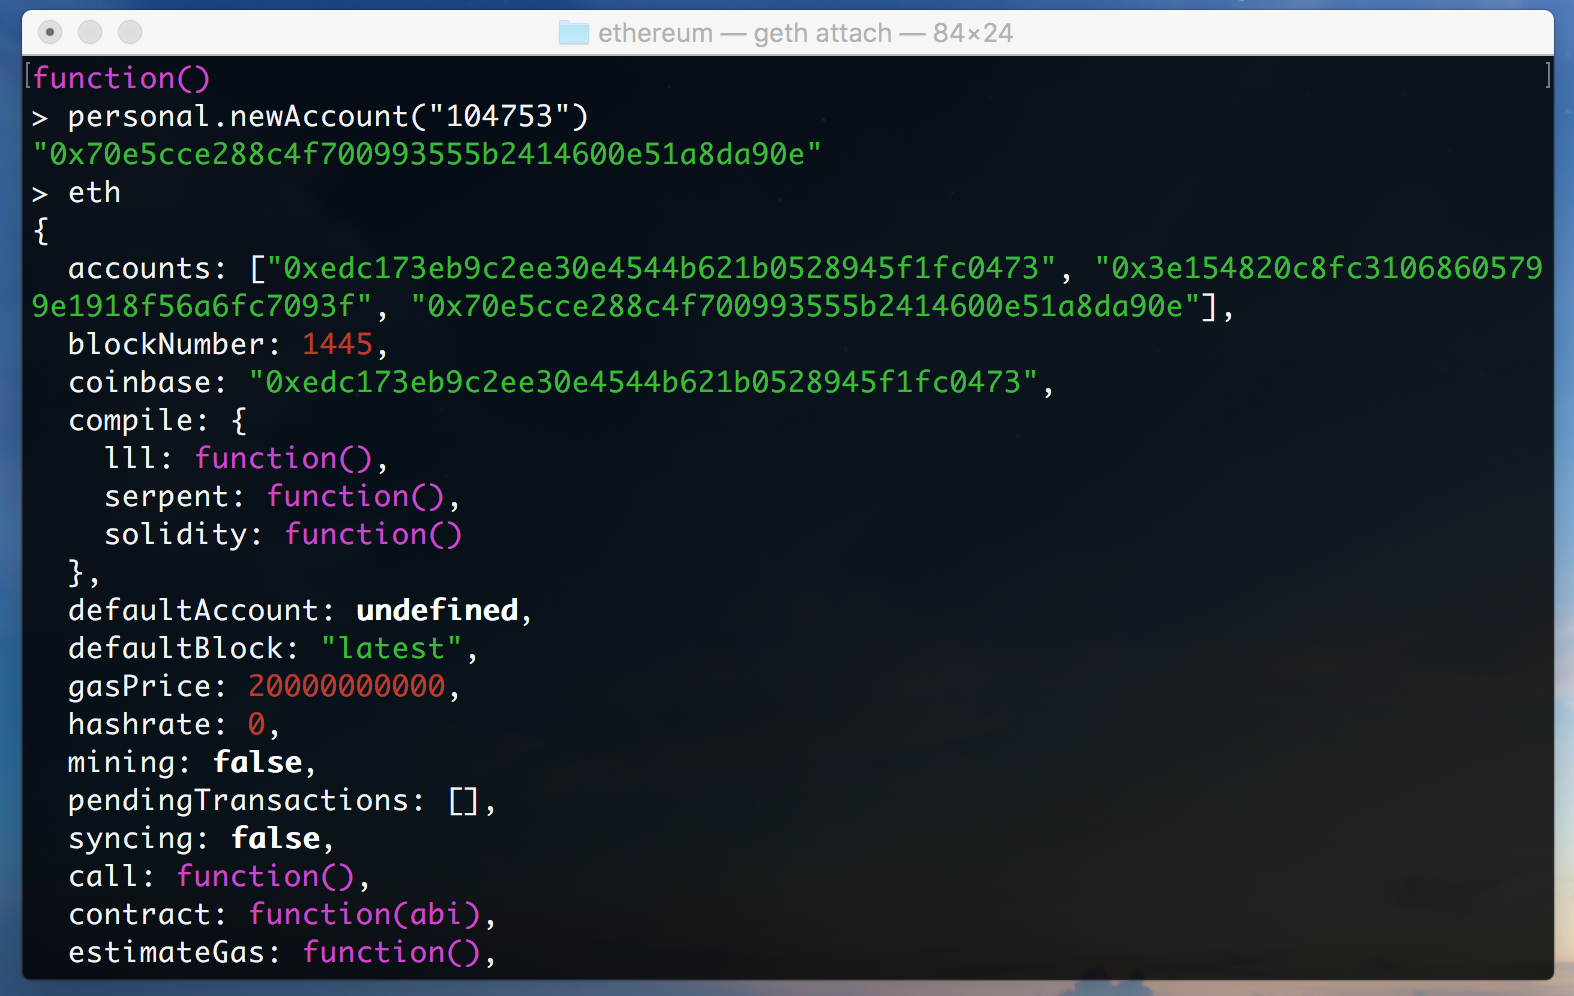 ethereum — geth attach — 84×24
[function()]
> personal.newAccount("104753")
"0x70e5cce288c4f700993555b2414600e51a8da90e"
> eth
{
  accounts: ["0xedc173eb9c2ee30e4544b621b0528945f1fc0473", "0x3e154820c8fc3106860579
9e1918f56a6fc7093f", "0x70e5cce288c4f700993555b2414600e51a8da90e"],
  blockNumber: 1445,
  coinbase: "0xedc173eb9c2ee30e4544b621b0528945f1fc0473",
  compile: {
    lll: function(),
    serpent: function(),
    solidity: function()
  },
  defaultAccount: undefined,
  defaultBlock: "latest",
  gasPrice: 20000000000,
  hashrate: 0,
  mining: false,
  pendingTransactions: [],
  syncing: false,
  call: function(),
  contract: function(abi),
  estimateGas: function(),